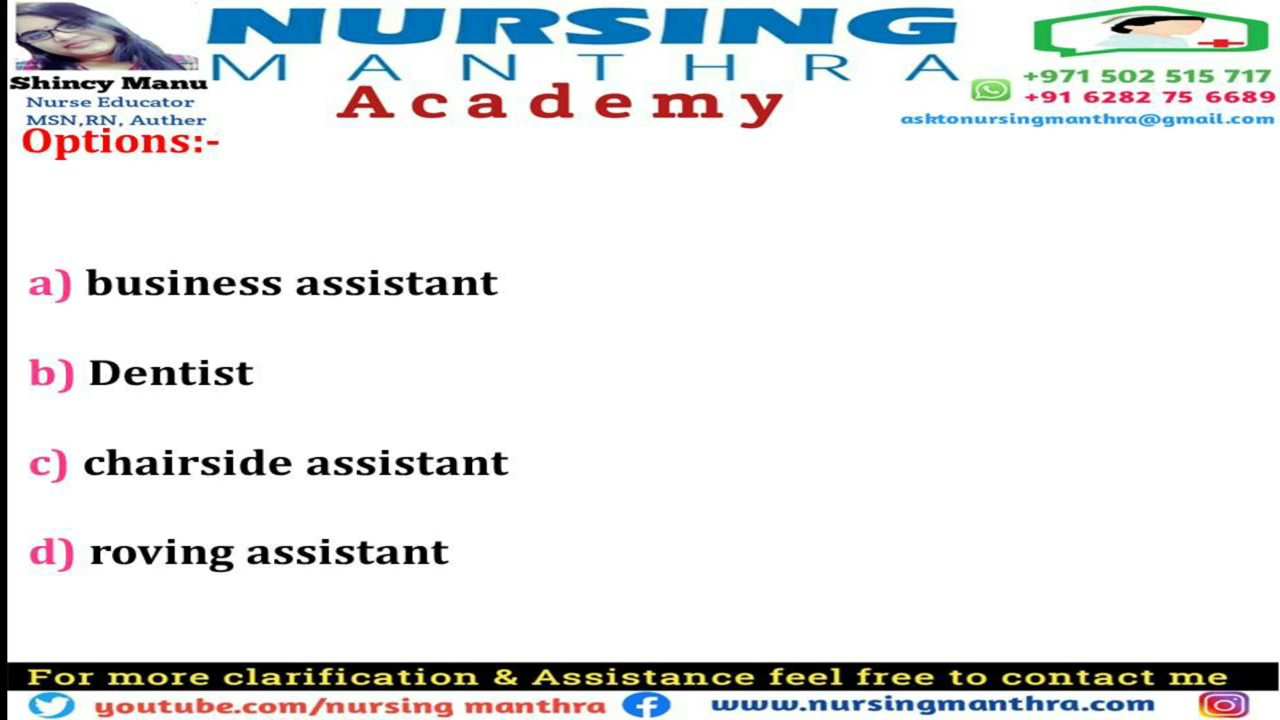 NURSING
MANTHRA
Academy
Shincy Manu
Nurse Educator
MSN,RN, Auther
+971 502 515 717
+91 6282 75 6689
asktonursingmanthra@gmail.com
Options:-
a) business assistant
b) Dentist
c) chairside assistant
d) roving assistant
For more clarification & Assistance feel free to contact me
youtube.com/nursing manthra www.nursingmanthra.com